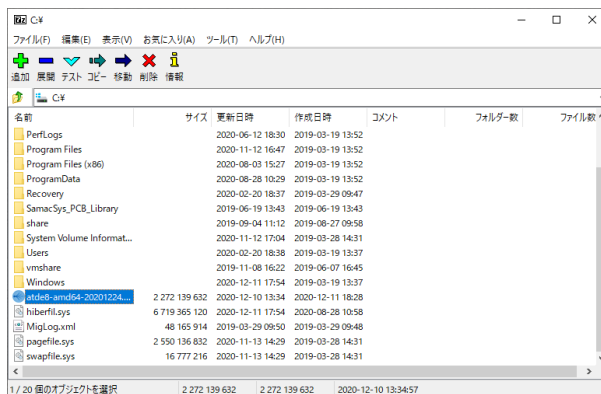 C:¥
ファイル(F) 編集(E) 表示(V) お気に入り(A) ツール(T) ヘルプ(H)
追加 展開 テスト コピー 移動 削除 情報
C:¥
名前 サイズ 更新日時 作成日時 コメント フォルダー数 ファイル数
PerfLogs 2020-06-12 18:30 2019-03-19 13:52
Program Files 2020-11-12 16:47 2019-03-19 13:52
Program Files (x86) 2020-08-03 15:27 2019-03-19 13:52
ProgramData 2020-08-28 10:29 2019-03-19 13:52
Recovery 2020-02-20 18:37 2019-03-29 09:47
SamacSys_PCB_Library 2019-06-19 13:43 2019-06-19 13:43
share 2019-09-04 11:12 2019-08-27 09:58
System Volume Informat... 2020-11-12 17:04 2019-03-28 14:31
Users 2020-02-20 18:38 2019-03-19 13:37
vmshare 2019-11-08 16:22 2019-06-07 16:45
Windows 2020-12-11 17:54 2019-03-19 13:37
atde8-amd64-20201224.... 2 272 139 632 2020-12-10 13:34 2020-12-11 18:28
hiberfil.sys 6 719 365 120 2020-12-11 17:54 2020-08-28 10:58
MigLog.xml 48 165 914 2019-03-29 09:50 2019-03-29 09:48
pagefile.sys 2 550 136 832 2020-11-13 14:29 2019-03-28 14:31
swapfile.sys 16 777 216 2020-11-13 14:29 2019-03-28 14:31
1 / 20 個のオブジェクトを選択 2 272 139 632 2 272 139 632 2020-12-10 13:34:57